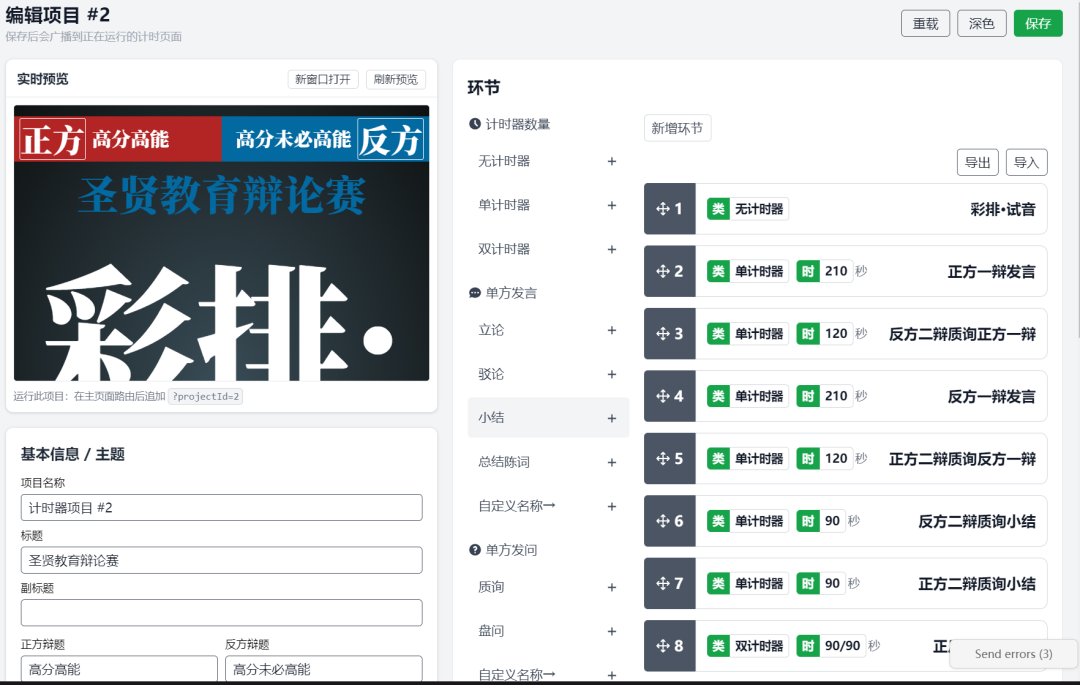 编辑项目 #2
保存后会广播到正在运行的计时页面
重载
深色
保存
实时预览
新窗口打开
刷新预览
正方 高分高能
高分未必高能 反方
圣贤教育辩论赛
彩排·
运行此项目：在主页面路由后追加 ?projectId=2
基本信息 / 主题
项目名称
计时器项目 #2
标题
圣贤教育辩论赛
副标题
正方辩题
反方辩题
高分高能
高分未必高能
环节
计时器数量
无计时器 +
单计时器 +
双计时器 +
单方发言
立论 +
驳论 +
小结 +
总结陈词 +
自定义名称→ +
单方发问
质询 +
盘问 +
自定义名称→ +
新增环节
导出
导入
1 类 无计时器 彩排•试音
2 类 单计时器 时 210 秒 正方一辩发言
3 类 单计时器 时 120 秒 反方二辩质询正方一辩
4 类 单计时器 时 210 秒 反方一辩发言
5 类 单计时器 时 120 秒 正方二辩质询反方一辩
6 类 单计时器 时 90 秒 反方二辩质询小结
7 类 单计时器 时 90 秒 正方二辩质询小结
8 类 双计时器 时 90/90 秒 正
Send errors (3)